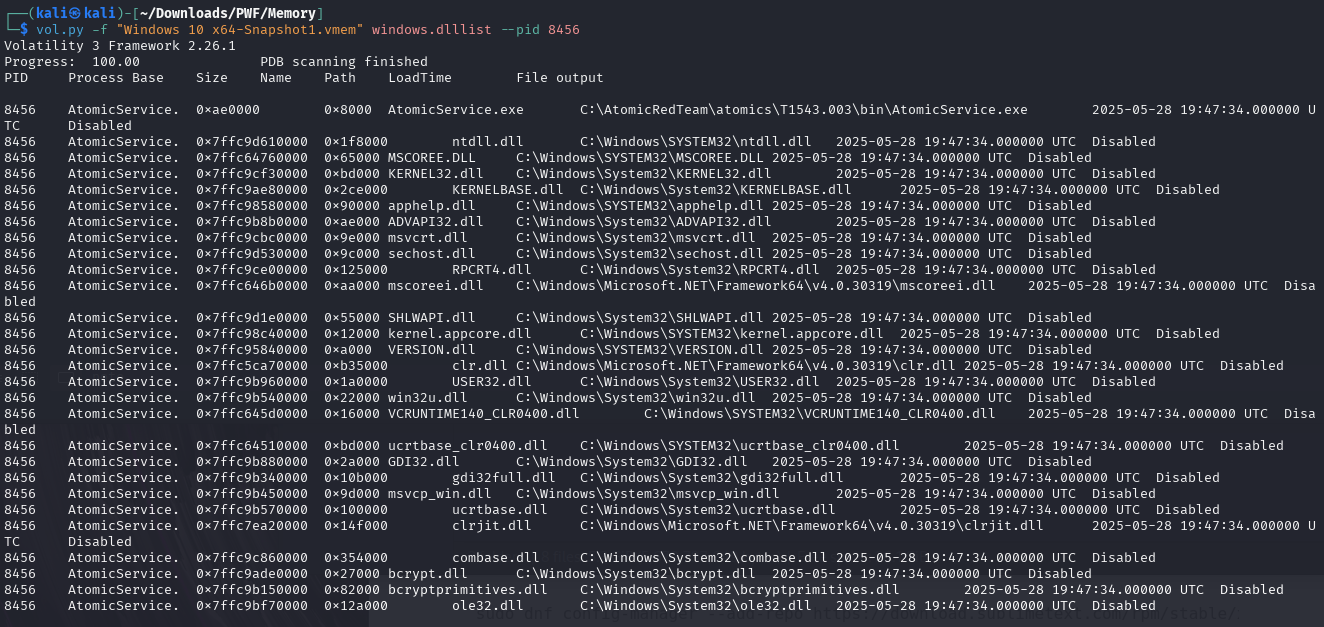 ┌──(kali㉿kali)-[~/Downloads/PWF/Memory]
└─$ vol.py -f "Windows 10 x64-Snapshot1.vmem" windows.dlllist --pid 8456
Volatility 3 Framework 2.26.1
Progress:  100.00               PDB scanning finished
PID     Process Base    Size    Name    Path    LoadTime        File output

8456    AtomicService.  0×ae0000        0×8000  AtomicService.exe       C:\AtomicRedTeam\atomics\T1543.003\bin\AtomicService.exe        2025-05-28 19:47:34.000000 U
TC      Disabled
8456    AtomicService.  0×7ffc9d610000  0×1f8000        ntdll.dll       C:\Windows\SYSTEM32\ntdll.dll   2025-05-28 19:47:34.000000 UTC  Disabled
8456    AtomicService.  0×7ffc64760000  0×65000 MSCOREE.DLL     C:\Windows\SYSTEM32\MSCOREE.DLL 2025-05-28 19:47:34.000000 UTC  Disabled
8456    AtomicService.  0×7ffc9cf30000  0×bd000 KERNEL32.dll    C:\Windows\System32\KERNEL32.dll        2025-05-28 19:47:34.000000 UTC  Disabled
8456    AtomicService.  0×7ffc9ae80000  0×2ce000        KERNELBASE.dll  C:\Windows\System32\KERNELBASE.dll      2025-05-28 19:47:34.000000 UTC  Disabled
8456    AtomicService.  0×7ffc98580000  0×90000 apphelp.dll     C:\Windows\SYSTEM32\apphelp.dll 2025-05-28 19:47:34.000000 UTC  Disabled
8456    AtomicService.  0×7ffc9b8b0000  0×ae000 ADVAPI32.dll    C:\Windows\System32\ADVAPI32.dll        2025-05-28 19:47:34.000000 UTC  Disabled
8456    AtomicService.  0×7ffc9cbc0000  0×9e000 msvcrt.dll      C:\Windows\System32\msvcrt.dll  2025-05-28 19:47:34.000000 UTC  Disabled
8456    AtomicService.  0×7ffc9d530000  0×9c000 sechost.dll     C:\Windows\System32\sechost.dll 2025-05-28 19:47:34.000000 UTC  Disabled
8456    AtomicService.  0×7ffc9ce00000  0×125000        RPCRT4.dll      C:\Windows\System32\RPCRT4.dll  2025-05-28 19:47:34.000000 UTC  Disabled
8456    AtomicService.  0×7ffc646b0000  0×aa000 mscoreei.dll    C:\Windows\Microsoft.NET\Framework64\v4.0.30319\mscoreei.dll    2025-05-28 19:47:34.000000 UTC  Disa
bled
8456    AtomicService.  0×7ffc9d1e0000  0×55000 SHLWAPI.dll     C:\Windows\System32\SHLWAPI.dll 2025-05-28 19:47:34.000000 UTC  Disabled
8456    AtomicService.  0×7ffc98c40000  0×12000 kernel.appcore.dll      C:\Windows\SYSTEM32\kernel.appcore.dll  2025-05-28 19:47:34.000000 UTC  Disabled
8456    AtomicService.  0×7ffc95840000  0×a000  VERSION.dll     C:\Windows\SYSTEM32\VERSION.dll 2025-05-28 19:47:34.000000 UTC  Disabled
8456    AtomicService.  0×7ffc5ca70000  0×b35000        clr.dll C:\Windows\Microsoft.NET\Framework64\v4.0.30319\clr.dll 2025-05-28 19:47:34.000000 UTC  Disabled
8456    AtomicService.  0×7ffc9b960000  0×1a0000        USER32.dll      C:\Windows\System32\USER32.dll  2025-05-28 19:47:34.000000 UTC  Disabled
8456    AtomicService.  0×7ffc9b540000  0×22000 win32u.dll      C:\Windows\System32\win32u.dll  2025-05-28 19:47:34.000000 UTC  Disabled
8456    AtomicService.  0×7ffc645d0000  0×16000 VCRUNTIME140_CLR0400.dll        C:\Windows\SYSTEM32\VCRUNTIME140_CLR0400.dll    2025-05-28 19:47:34.000000 UTC  Disa
bled
8456    AtomicService.  0×7ffc64510000  0×bd000 ucrtbase_clr0400.dll    C:\Windows\SYSTEM32\ucrtbase_clr0400.dll        2025-05-28 19:47:34.000000 UTC  Disabled
8456    AtomicService.  0×7ffc9b880000  0×2a000 GDI32.dll       C:\Windows\System32\GDI32.dll   2025-05-28 19:47:34.000000 UTC  Disabled
8456    AtomicService.  0×7ffc9b340000  0×10b000        gdi32full.dll   C:\Windows\System32\gdi32full.dll       2025-05-28 19:47:34.000000 UTC  Disabled
8456    AtomicService.  0×7ffc9b450000  0×9d000 msvcp_win.dll   C:\Windows\System32\msvcp_win.dll       2025-05-28 19:47:34.000000 UTC  Disabled
8456    AtomicService.  0×7ffc9b570000  0×100000        ucrtbase.dll    C:\Windows\System32\ucrtbase.dll        2025-05-28 19:47:34.000000 UTC  Disabled
8456    AtomicService.  0×7ffc7ea20000  0×14f000        clrjit.dll      C:\Windows\Microsoft.NET\Framework64\v4.0.30319\clrjit.dll      2025-05-28 19:47:34.000000 U
TC      Disabled
8456    AtomicService.  0×7ffc9c860000  0×354000        combase.dll     C:\Windows\System32\combase.dll 2025-05-28 19:47:34.000000 UTC  Disabled
8456    AtomicService.  0×7ffc9ade0000  0×27000 bcrypt.dll      C:\Windows\System32\bcrypt.dll  2025-05-28 19:47:34.000000 UTC  Disabled
8456    AtomicService.  0×7ffc9b150000  0×82000 bcryptprimitives.dll    C:\Windows\System32\bcryptprimitives.dll        2025-05-28 19:47:34.000000 UTC  Disabled
8456    AtomicService.  0×7ffc9bf70000  0×12a000        ole32.dll       C:\Windows\System32\ole32.dll   2025-05-28 19:47:34.000000 UTC  Disabled